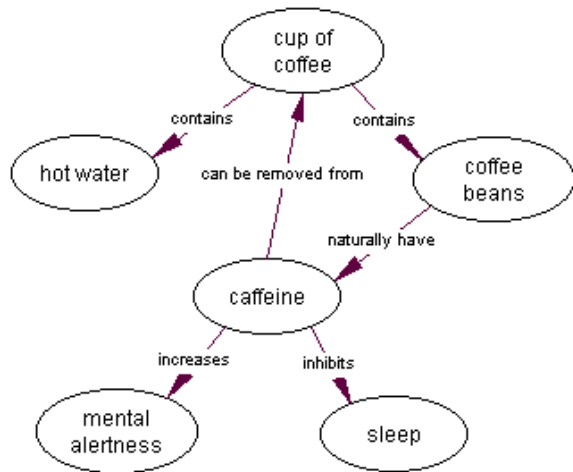 cup of
coffee
contains
contains
hot water
can be removed from
coffee
beans
naturally have
caffeine
increases
inhibits
mental
alertness
sleep